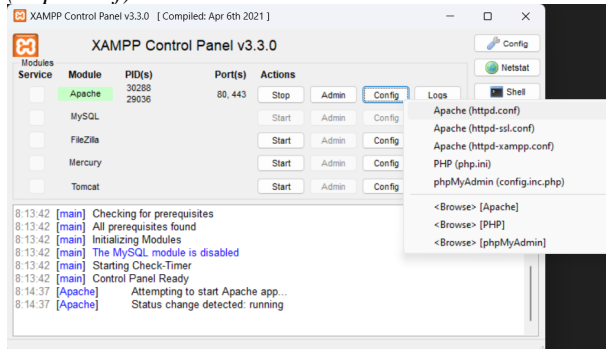 XAMPP Control Panel v3.3.0 [ Compiled: Apr 6th 2021 ]
XAMPP Control Panel v3.3.0
Config
Modules
Netstat
Service Module PID(s) Port(s) Actions
Shell
Apache 30288 29036 80, 443 Stop Admin Config Logs
MySQL Start Admin Config
FileZilla Start Admin Config
Mercury Start Admin Config
Tomcat Start Admin Config
Apache (httpd.conf)
Apache (httpd-ssl.conf)
Apache (httpd-xampp.conf)
PHP (php.ini)
phpMyAdmin (config.inc.php)
<Browse> [Apache]
<Browse> [PHP]
<Browse> [phpMyAdmin]
8:13:42 [main] Checking for prerequisites
8:13:42 [main] All prerequisites found
8:13:42 [main] Initializing Modules
8:13:42 [main] The MySQL module is disabled
8:13:42 [main] Starting Check-Timer
8:13:42 [main] Control Panel Ready
8:14:37 [Apache] Attempting to start Apache app...
8:14:37 [Apache] Status change detected: running